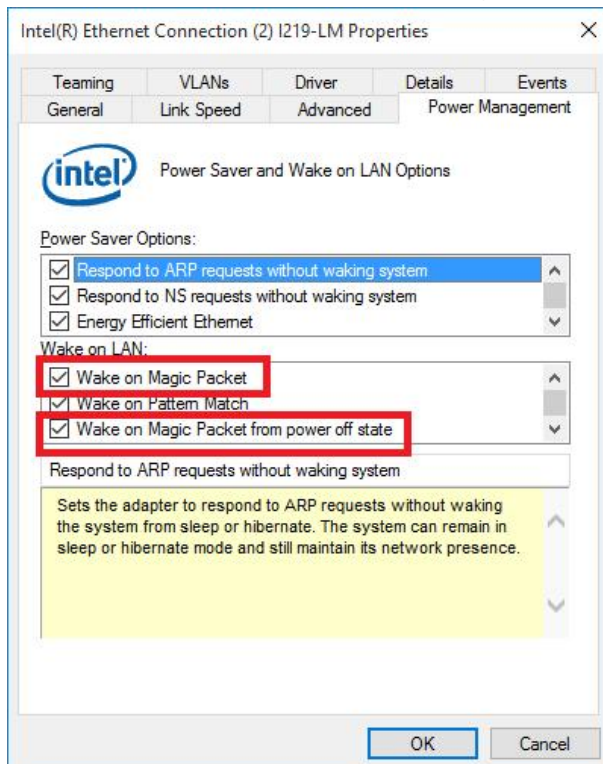 Intel(R) Ethernet Connection (2) I219-LM Properties
Teaming VLANs Driver Details Events
General Link Speed Advanced Power Management
intel
Power Saver and Wake on LAN Options
Power Saver Options:
Respond to ARP requests without waking system
Respond to NS requests without waking system
Energy Efficient Ethernet
Wake on LAN:
Wake on Magic Packet
Wake on Pattern Match
Wake on Magic Packet from power off state
Respond to ARP requests without waking system
Sets the adapter to respond to ARP requests without waking
the system from sleep or hibernate. The system can remain in
sleep or hibernate mode and still maintain its network presence.
OK Cancel